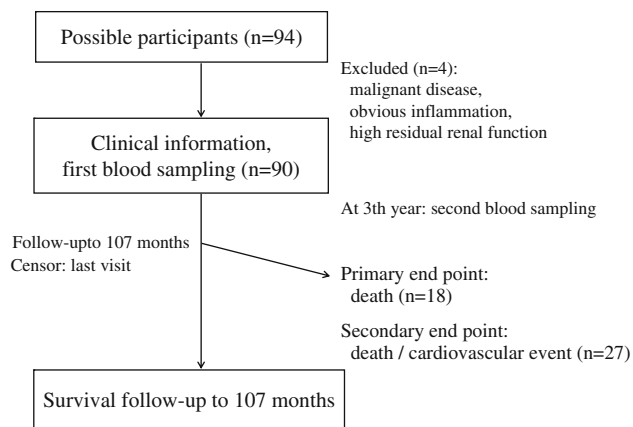 Possible participants (n=94)
Excluded (n=4):
malignant disease,
obvious inflammation,
high residual renal function
Clinical information,
first blood sampling (n=90)
At 3th year: second blood sampling
Follow-upto 107 months
Censor: last visit
Primary end point:
death (n=18)
Secondary end point:
death / cardiovascular event (n=27)
Survival follow-up to 107 months